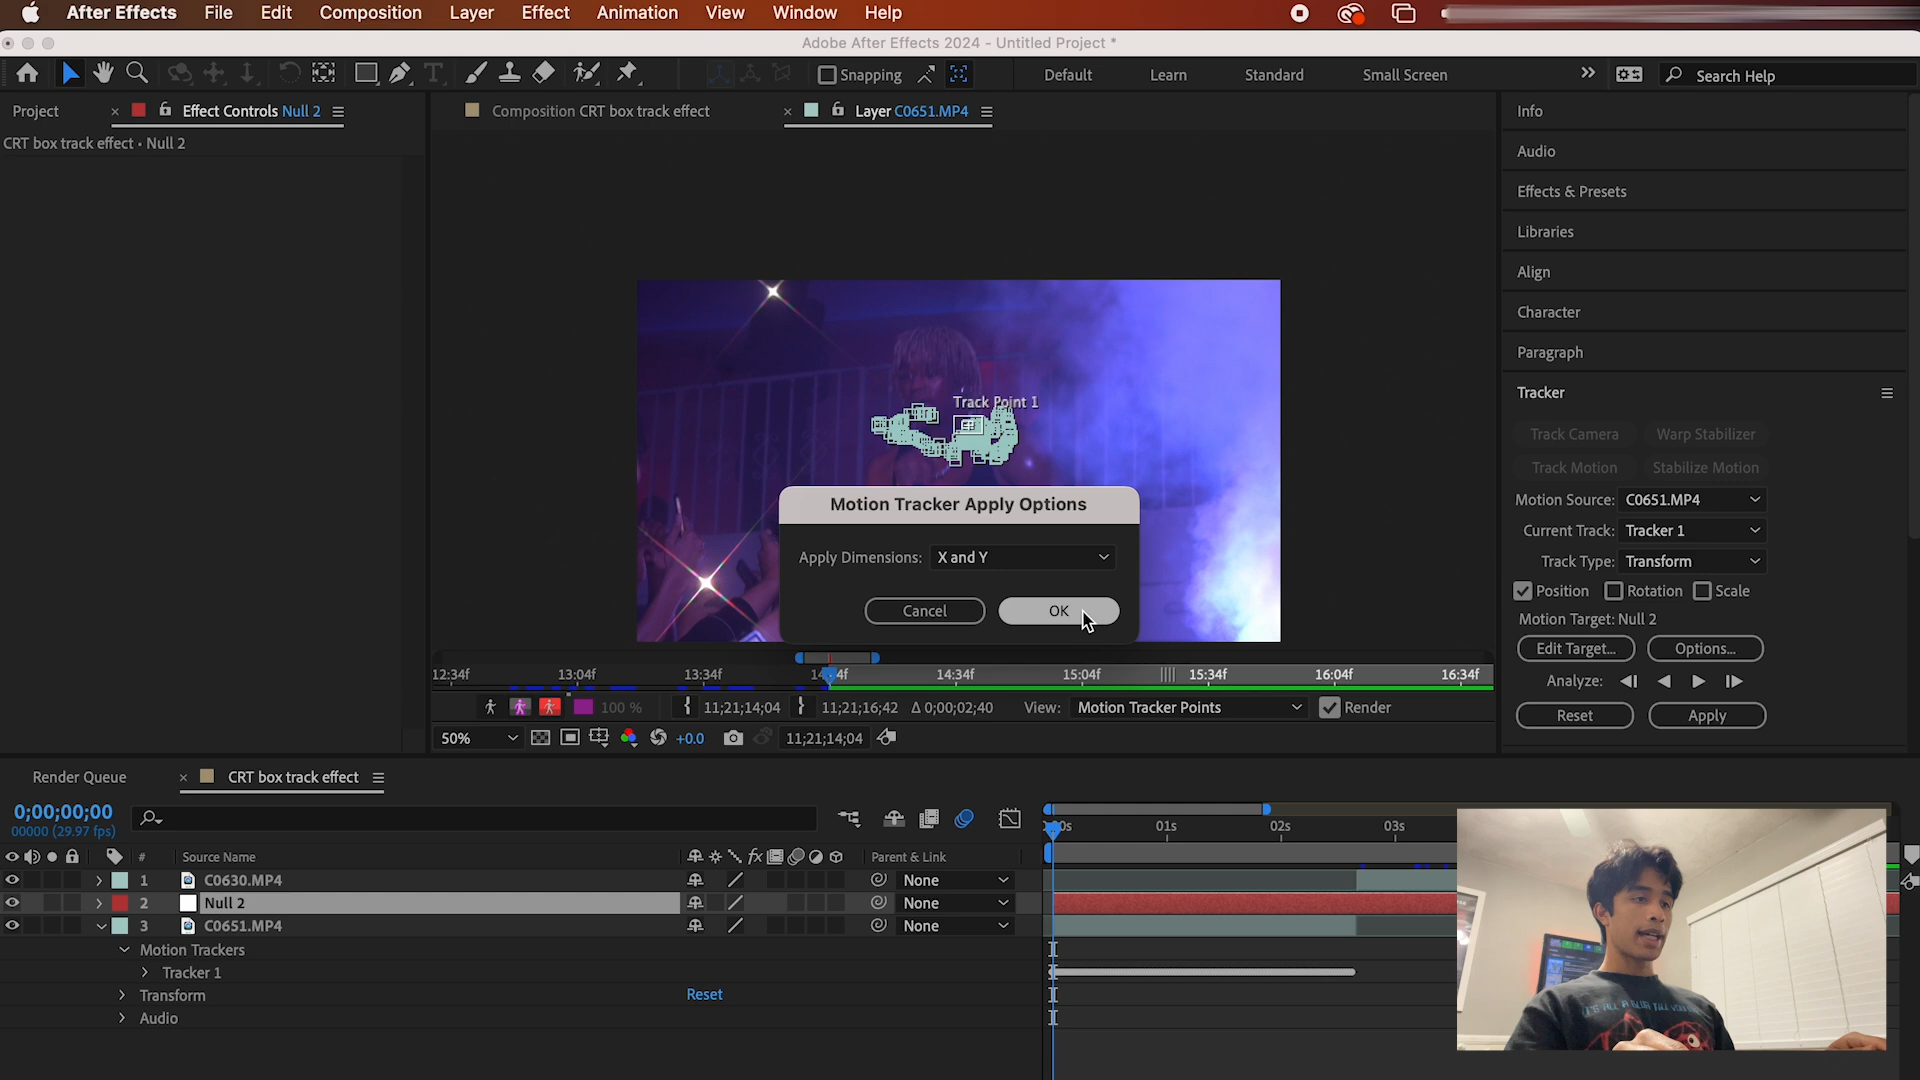 After Effects File Edit Composition Layer Effect Animation View Window Help
Adobe After Effects 2024 - Untitled Project *
T Snapping Default Learn Standard Small Screen Search Help
Project × Effect Controls Null 2
CRT box track effect • Null 2
Composition CRT box track effect × Layer C0651.MP4
Info
Audio
Effects & Presets
Libraries
Align
Character
Paragraph
Tracker
Track Camera Warp Stabilizer
Track Motion Stabilize Motion
Motion Source: C0651.MP4
Current Track: Tracker 1
Track Type: Transform
Position Rotation Scale
Motion Target: Null 2
Edit Target... Options...
Analyze:
Reset Apply
Track Point 1
Motion Tracker Apply Options
Apply Dimensions: X and Y
Cancel OK
12:34f 13:04f 13:34f 14:34f 15:04f 15:34f 16:04f 16:34f
100 % { 11;21;14;04 } 11;21;16;42 Δ 0;00;02;40 View: Motion Tracker Points Render
50% +0.0 11;21;14;04
Render Queue × CRT box track effect
0;00;00;00
00000 (29.97 fps)
01s 02s 03s
# Source Name fx Parent & Link
1 C0630.MP4 None
2 Null 2 None
3 C0651.MP4 None
Motion Trackers
Tracker 1
Transform Reset
Audio